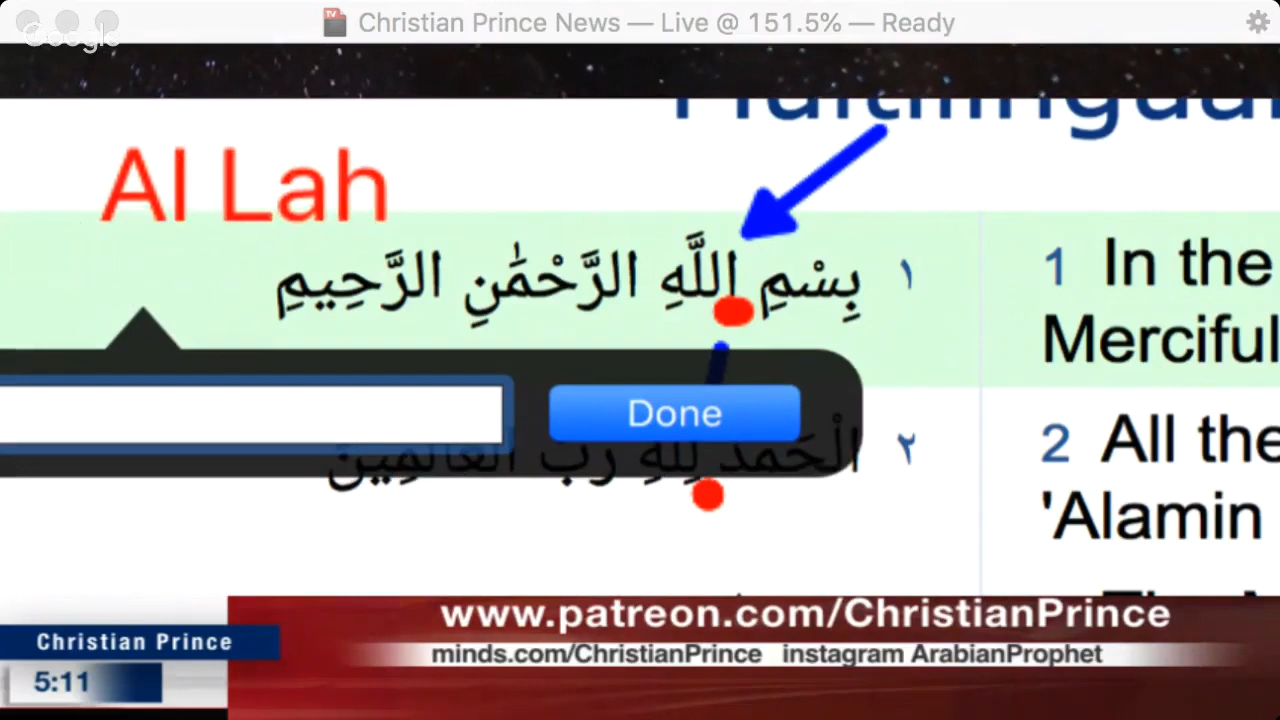 Christian Prince News — Live @ 151.5% — Ready
Google
Multilingual
Al Lah
بِسْمِ اللَّهِ الرَّحْمَٰنِ الرَّحِيمِ ١
1 In the
Merciful
Done
الْحَمْدُ لِلَّهِ رَبِّ الْعَالَمِينَ ٢
2 All the
'Alamin
www.patreon.com/ChristianPrince
Christian Prince
minds.com/ChristianPrince instagram ArabianProphet
5:11